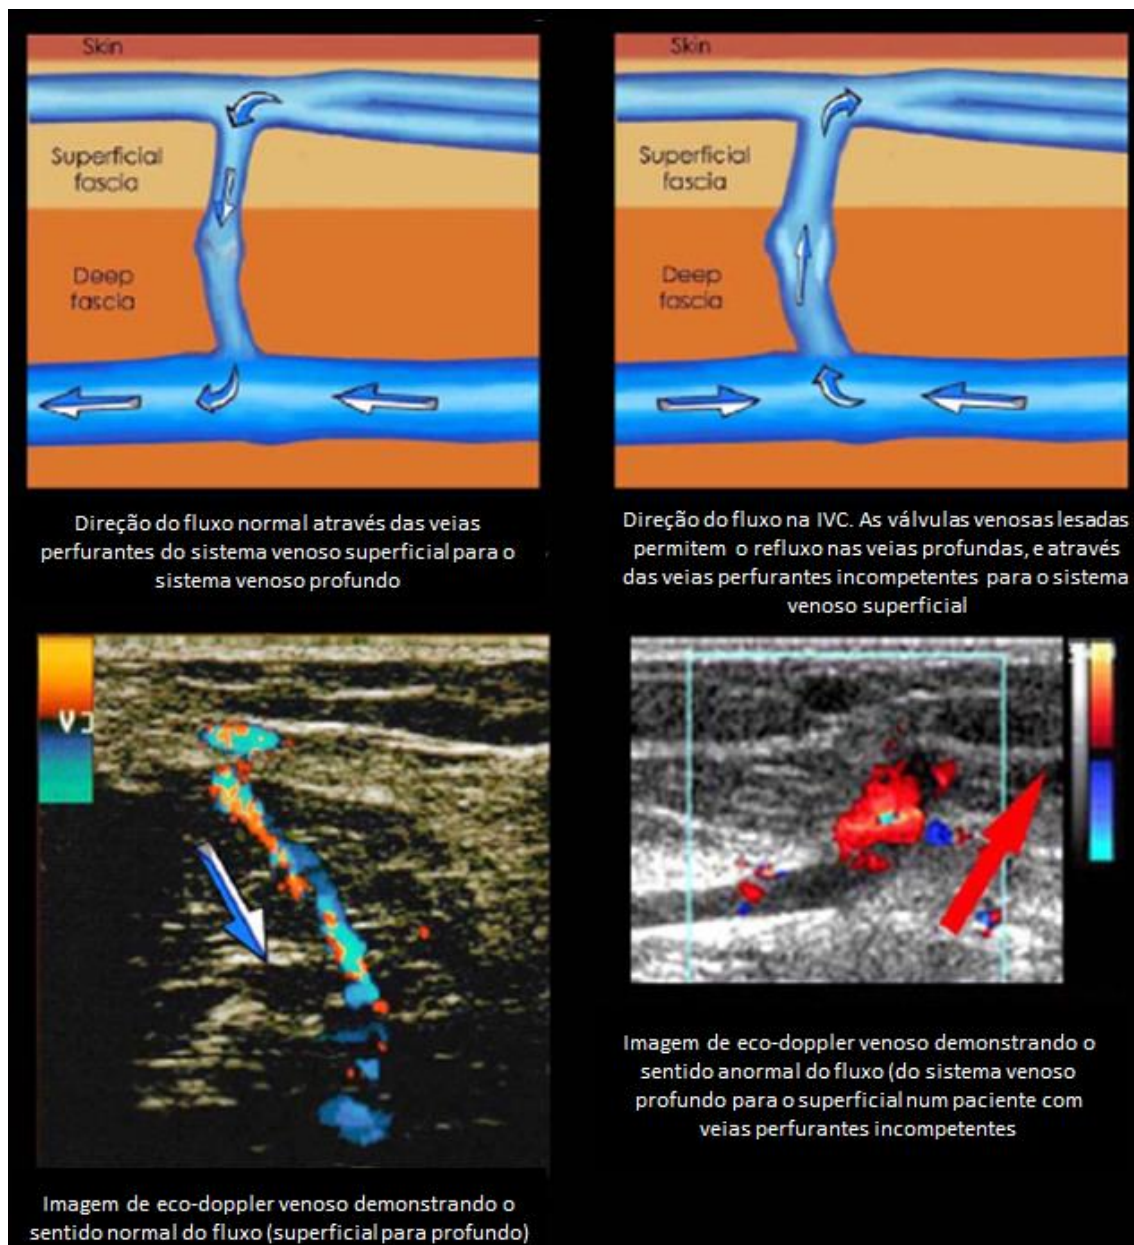 Skin
Superficial
fascia
Deep
fascia
Direção do fluxo normal através das veias
perfurantes do sistema venoso superficial para o
sistema venoso profundo
Skin
Superficial
fascia
Deep
fascia
Direção do fluxo na IVC. As válvulas venosas lesadas
permitem o refluxo nas veias profundas, e através
das veias perfurantes incompetentes para o sistema
venoso superficial
Imagem de eco-doppler venoso demonstrando o
sentido normal do fluxo (superficial para profundo)
Imagem de eco-doppler venoso demonstrando o
sentido anormal do fluxo (do sistema venoso
profundo para o superficial num paciente com
veias perfurantes incompetentes